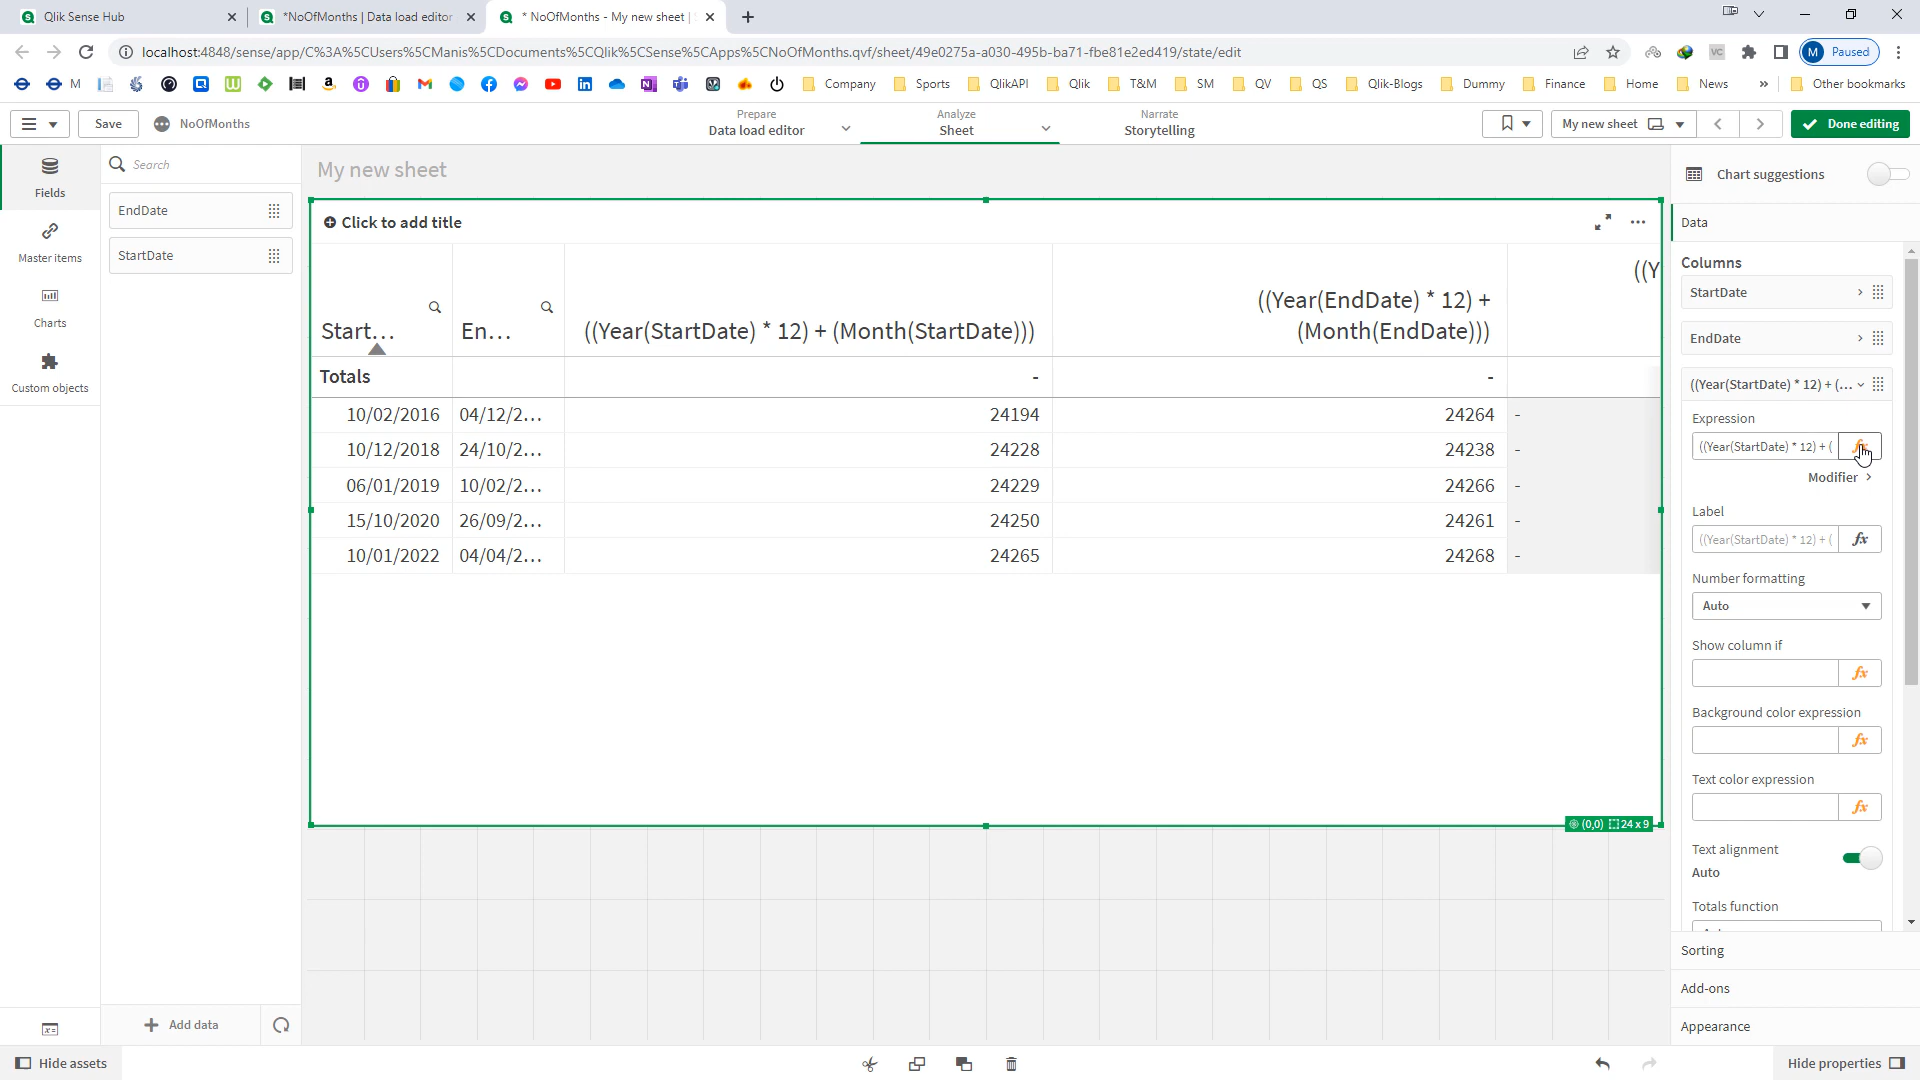 Qlik Sense Hub
*NoOfMonths | Data load editor
* NoOfMonths - My new sheet |
localhost:4848/sense/app/C%3A%5CUsers%5CManis%5CDocuments%5CQlik%5CSense%5CApps%5CNoOfMonths.qvf/sheet/49e0275a-a030-495b-ba71-fbe81e2ed419/state/edit
M Paused
M
Company
Sports
QlikAPI
Qlik
T&M
SM
QV
QS
Qlik-Blogs
Dummy
Finance
Home
News
»
Other bookmarks
Save
NoOfMonths
Prepare
Data load editor
Analyze
Sheet
Narrate
Storytelling
My new sheet
Done editing
Fields
Master items
Charts
Custom objects
Search
EndDate
StartDate
Add data
My new sheet
Click to add title
Start...
En...
((Year(StartDate) * 12) + (Month(StartDate)))
((Year(EndDate) * 12) +
(Month(EndDate)))
((Y
Totals - -
10/02/2016 04/12/2... 24194 24264 -
10/12/2018 24/10/2... 24228 24238 -
06/01/2019 10/02/2... 24229 24266 -
15/10/2020 26/09/2... 24250 24261 -
10/01/2022 04/04/2... 24265 24268 -
(0,0) 24 x 9
Chart suggestions
Data
Columns
StartDate
EndDate
((Year(StartDate) * 12) + (...
Expression
((Year(StartDate) * 12) + ( fx
Modifier
Label
((Year(StartDate) * 12) + ( fx
Number formatting
Auto
Show column if
fx
Background color expression
fx
Text color expression
fx
Text alignment
Auto
Totals function
Sorting
Add-ons
Appearance
Hide assets
Hide properties